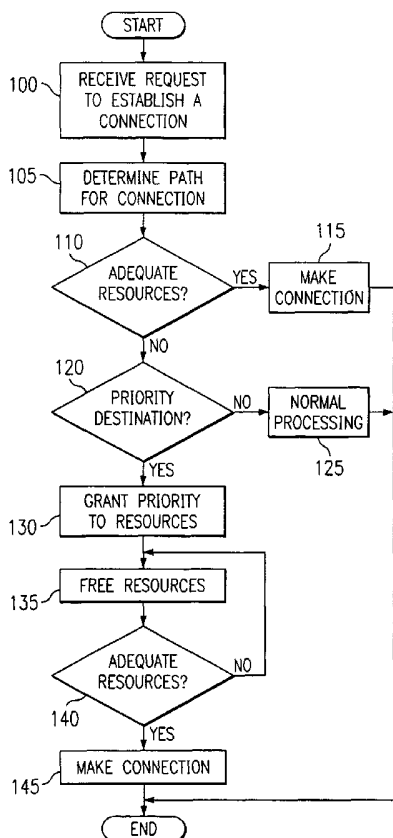 START
100
RECEIVE REQUEST
TO ESTABLISH A
CONNECTION
105
DETERMINE PATH
FOR CONNECTION
110
ADEQUATE
RESOURCES?
YES
115
MAKE
CONNECTION
NO
120
PRIORITY
DESTINATION?
NO
NORMAL
PROCESSING
125
YES
130
GRANT PRIORITY
TO RESOURCES
135
FREE RESOURCES
ADEQUATE
RESOURCES?
NO
140
YES
145
MAKE CONNECTION
END